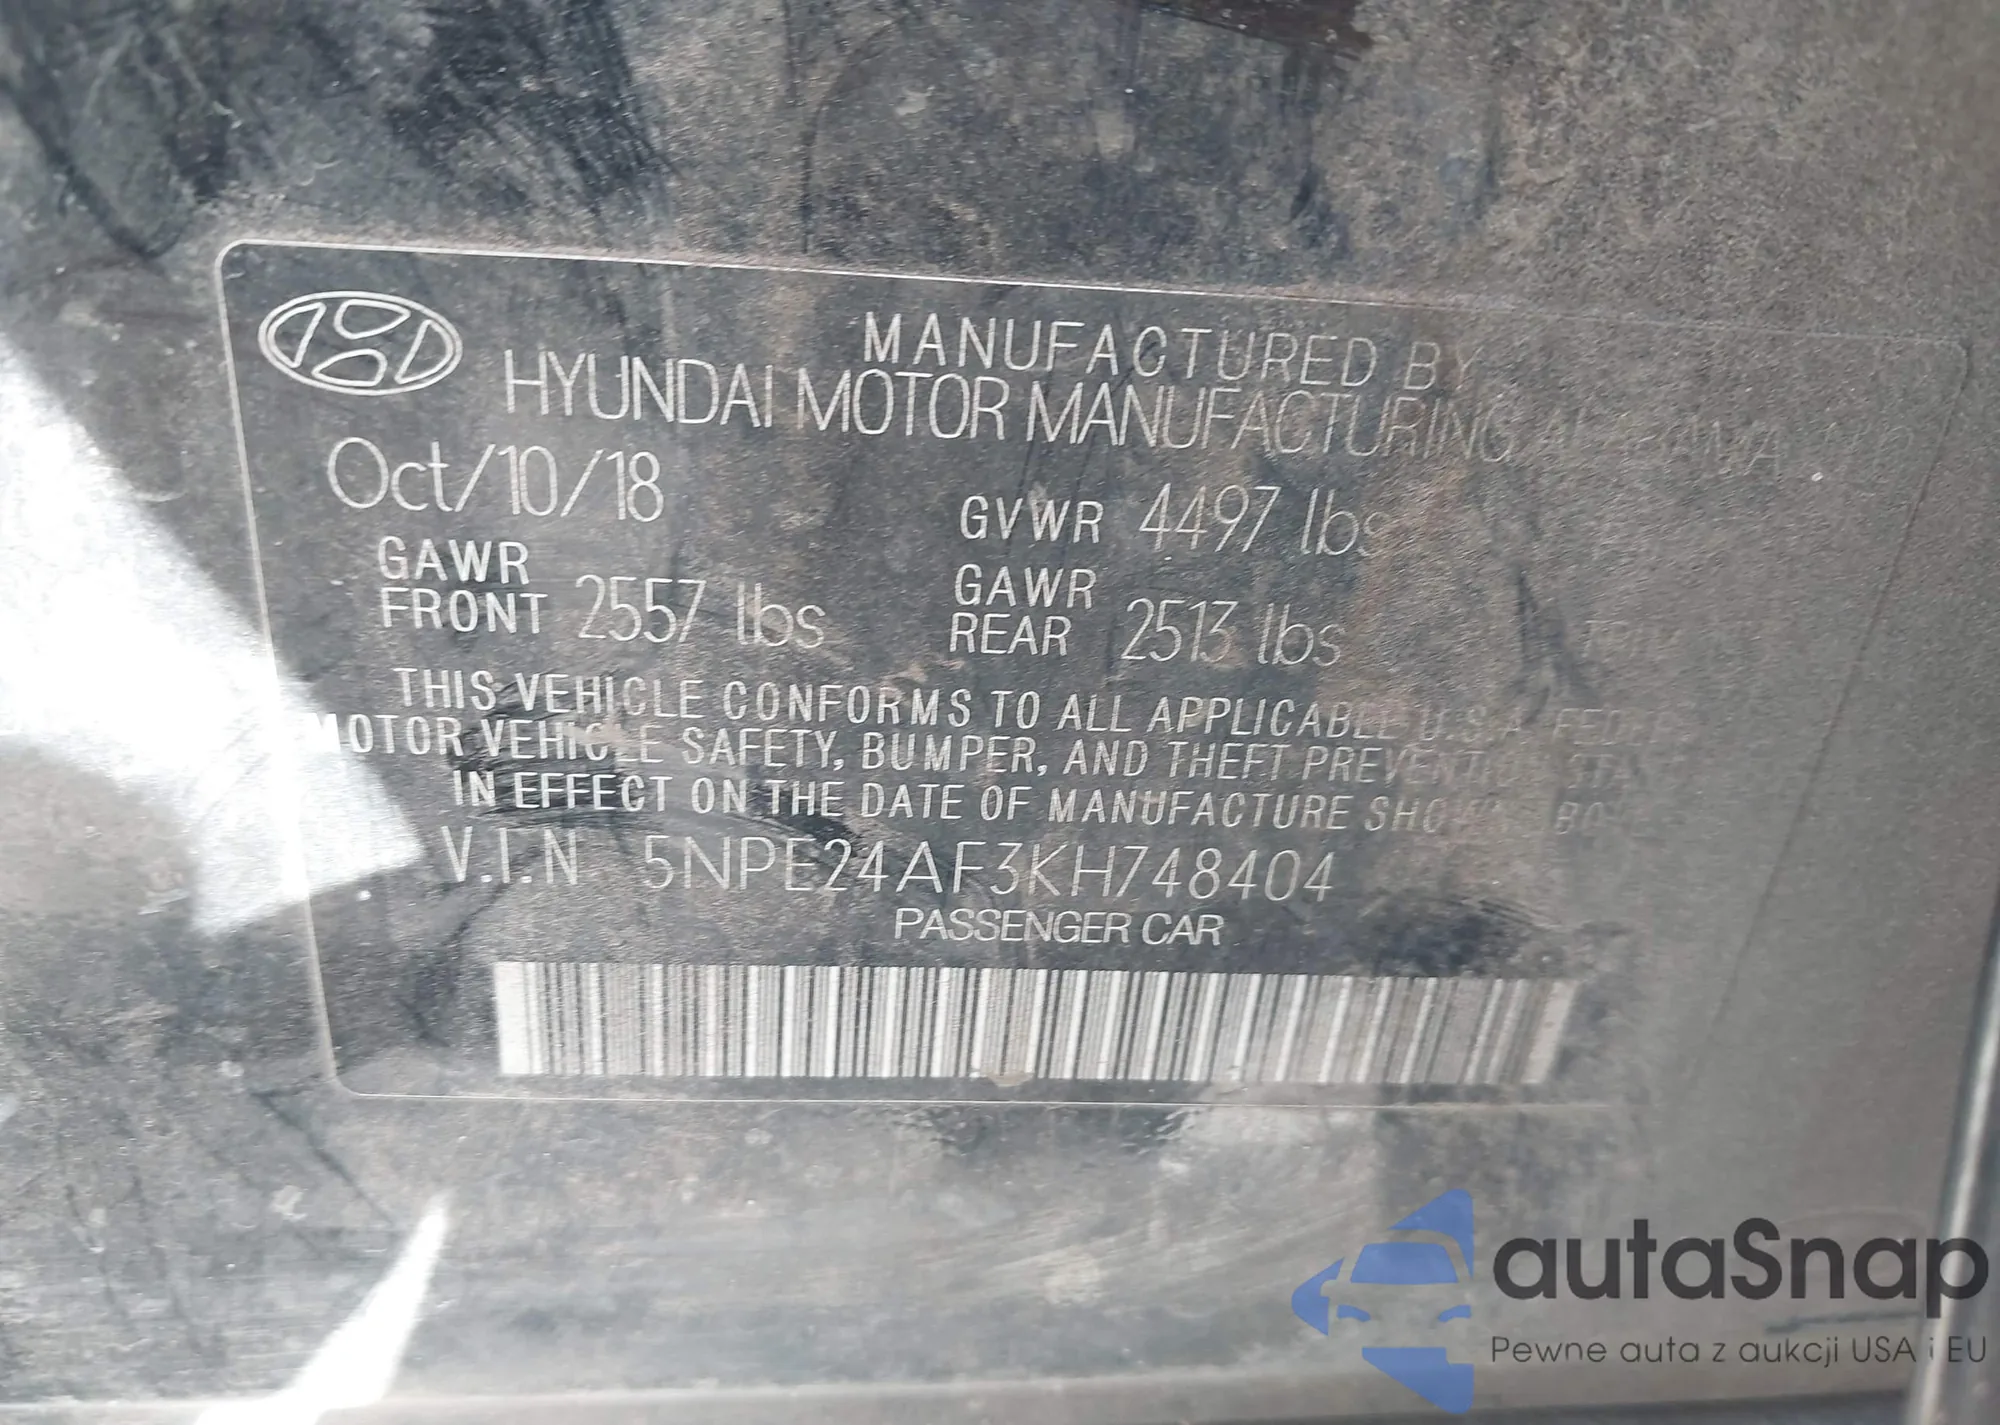 MANUFACTURED BY
HYUNDAI MOTOR MANUFACTURING
Oct/10/18
GVWR 4497 lbs
GAWR FRONT 2557 lbs
GAWR REAR 2513 lbs
THIS VEHICLE CONFORMS TO ALL APPLICABLE U.S.A.
MOTOR VEHICLE SAFETY, BUMPER, AND THEFT
IN EFFECT ON THE DATE OF MANUFACTURE
V.I.N 5NPE24AF3KH748404
PASSENGER CAR
autaSnap
Pewne auta z aukcji USA i EU